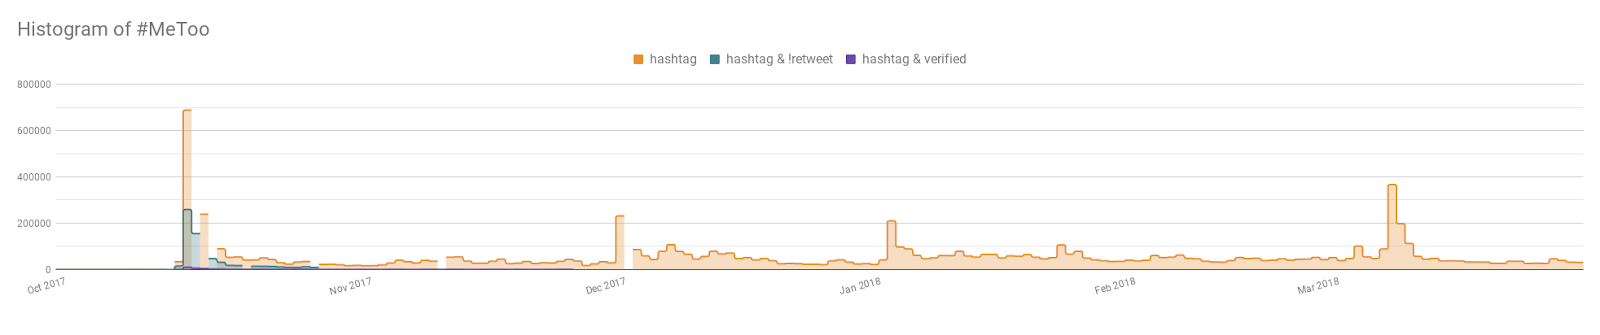 Histogram of #MeToo
hashtag hashtag & !retweet hashtag & verified
800000
600000
400000
200000
0
Oct 2017 Nov 2017 Dec 2017 Jan 2018 Feb 2018 Mar 2018